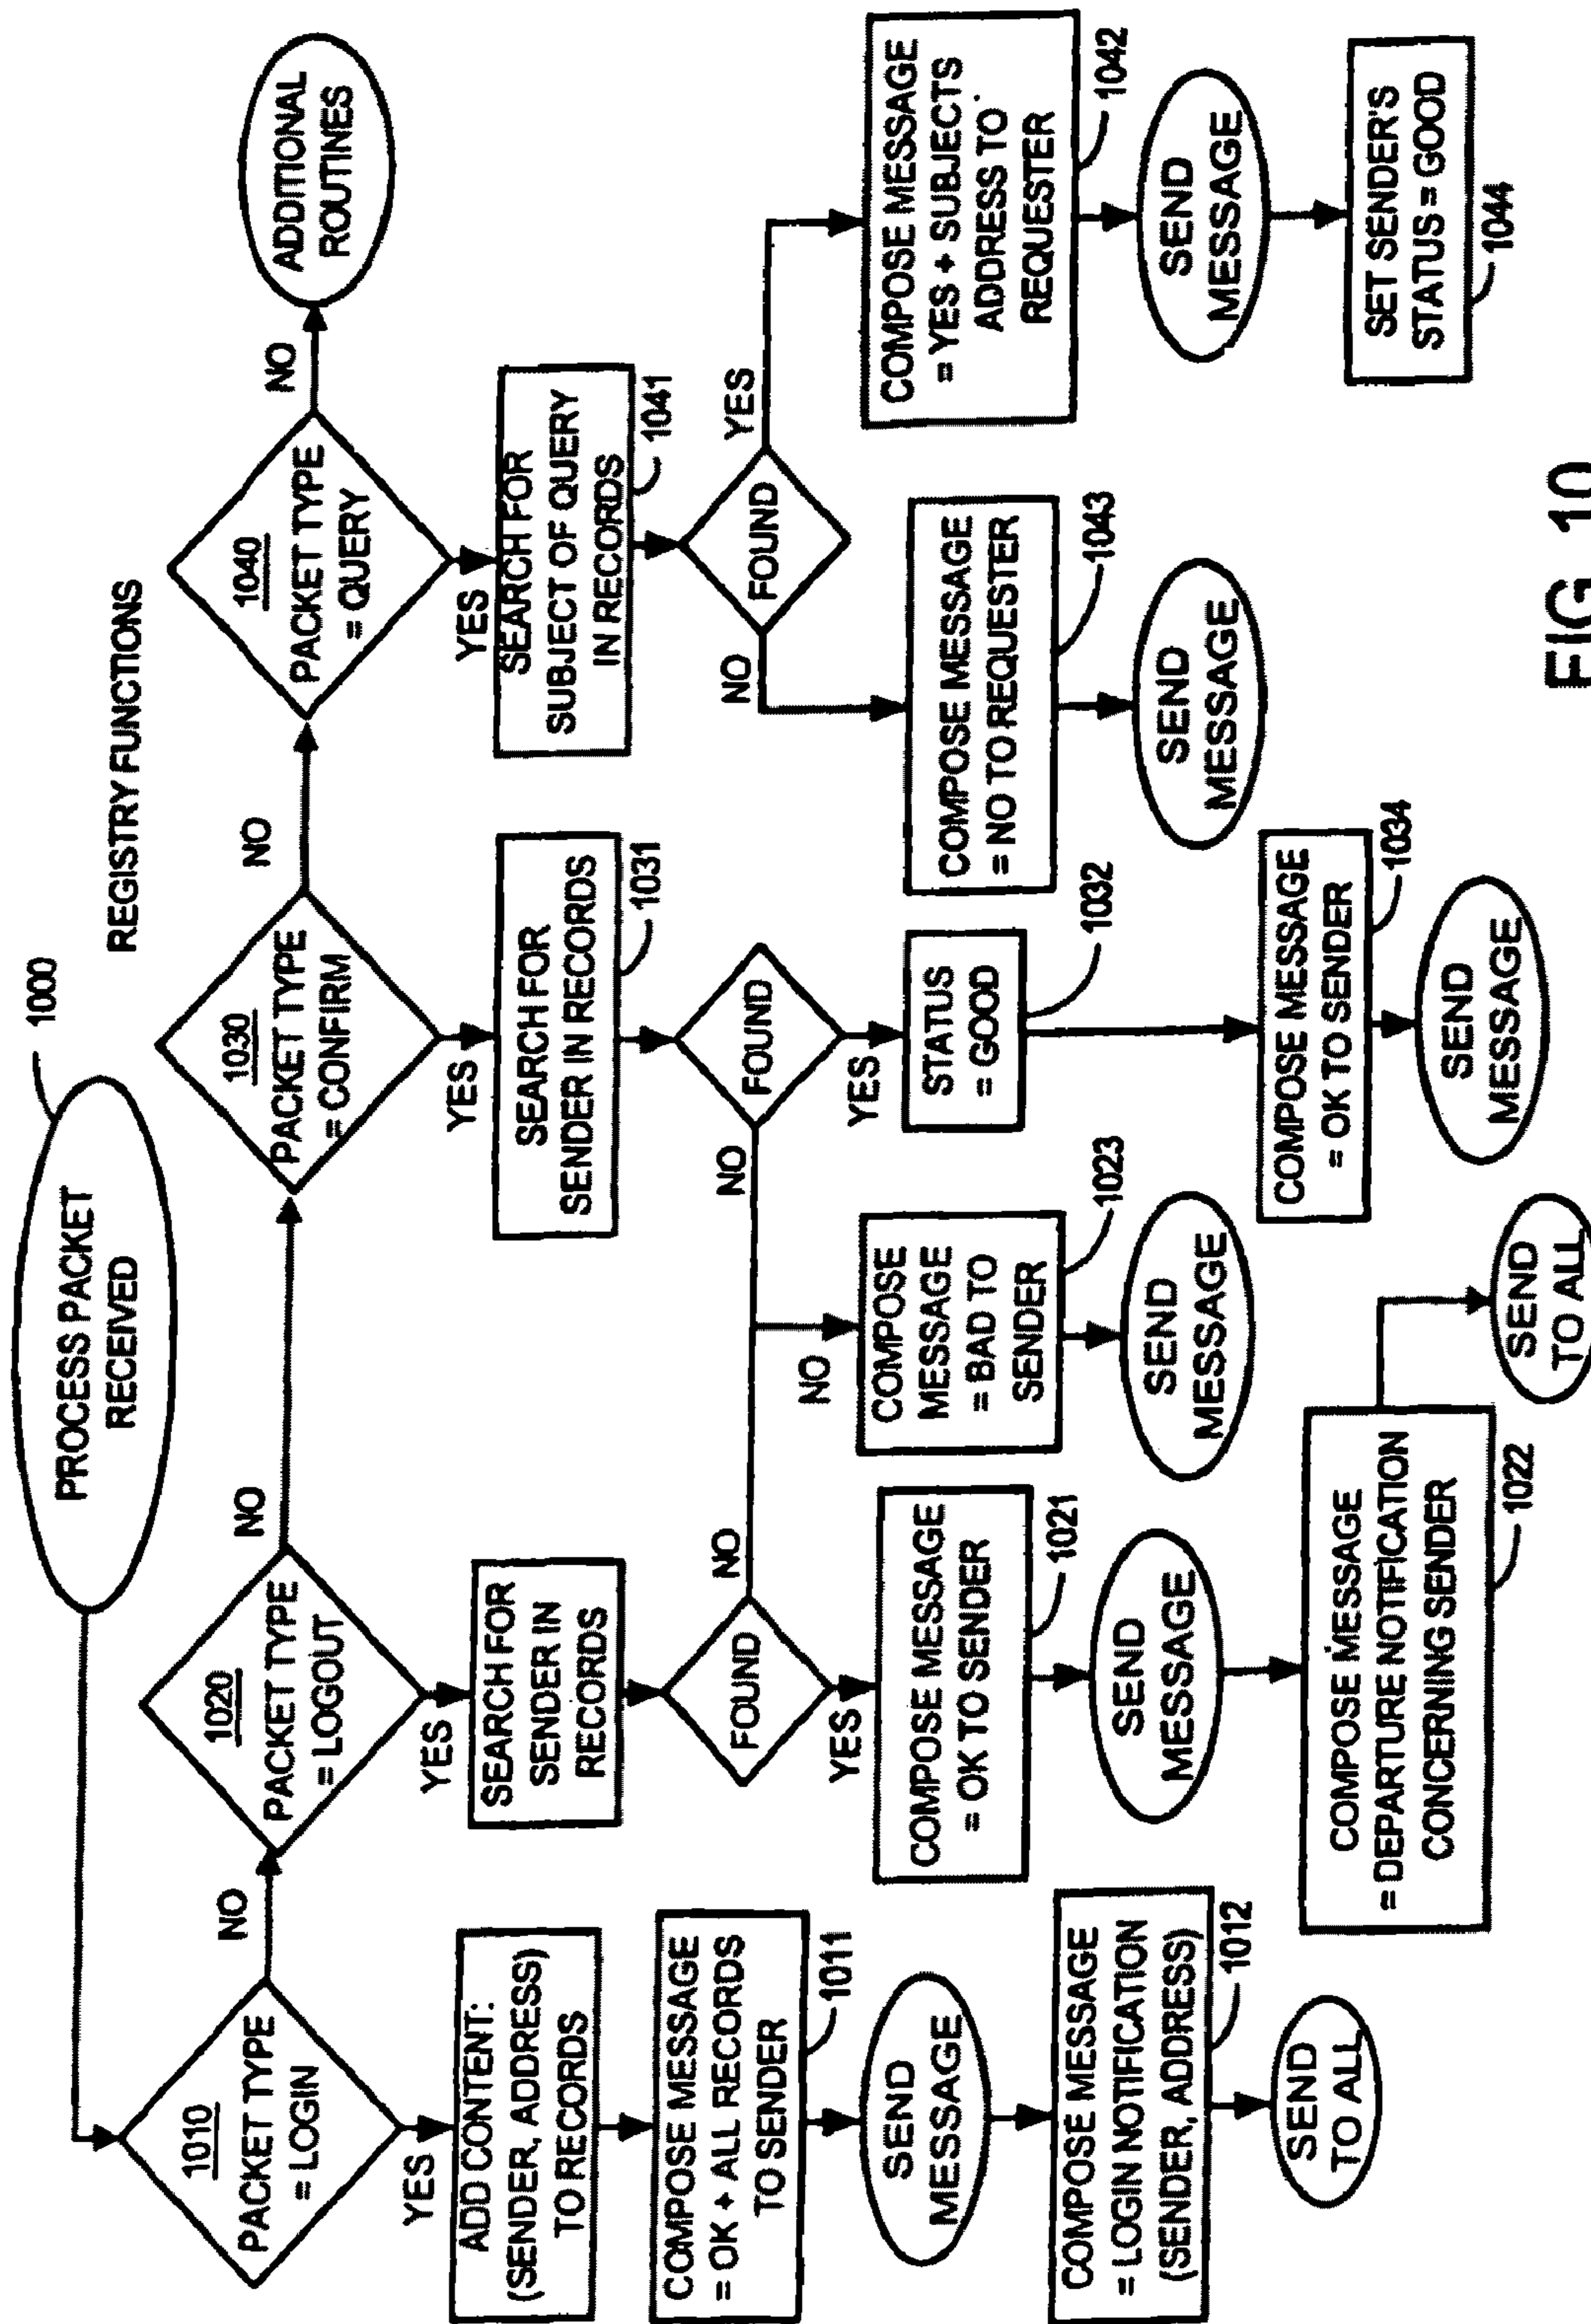 REGISTRY FUNCTIONS
PROCESS PACKET
RECEIVED
1000
1010
PACKET TYPE
= LOGIN
NO
YES
ADD CONTENT:
(SENDER, ADDRESS)
TO RECORDS
COMPOSE MESSAGE
= OK + ALL RECORDS
TO SENDER
1011
SEND
MESSAGE
COMPOSE MESSAGE
= LOGIN NOTIFICATION
(SENDER, ADDRESS)
1012
SEND
TO ALL
1020
PACKET TYPE
= LOGOUT
NO
YES
SEARCH FOR
SENDER IN
RECORDS
FOUND
NO
YES
COMPOSE MESSAGE
= OK TO SENDER
1021
SEND
MESSAGE
COMPOSE MESSAGE
= DEPARTURE NOTIFICATION
CONCERNING SENDER
1022
SEND
TO ALL
NO
COMPOSE
MESSAGE
= BAD TO
SENDER
1023
SEND
MESSAGE
1030
PACKET TYPE
= CONFIRM
NO
YES
SEARCH FOR
SENDER IN RECORDS
1031
FOUND
NO
YES
STATUS
= GOOD
1032
COMPOSE MESSAGE
= OK TO SENDER
1034
SEND
MESSAGE
1040
PACKET TYPE
= QUERY
NO
ADDITIONAL
ROUTINES
YES
SEARCH FOR
SUBJECT OF QUERY
IN RECORDS
1041
FOUND
NO
COMPOSE MESSAGE
= NO TO REQUESTER
1043
SEND
MESSAGE
YES
COMPOSE MESSAGE
= YES + SUBJECTS
ADDRESS TO
REQUESTER
1042
SEND
MESSAGE
SET SENDER'S
STATUS = GOOD
1044
FIG. 10